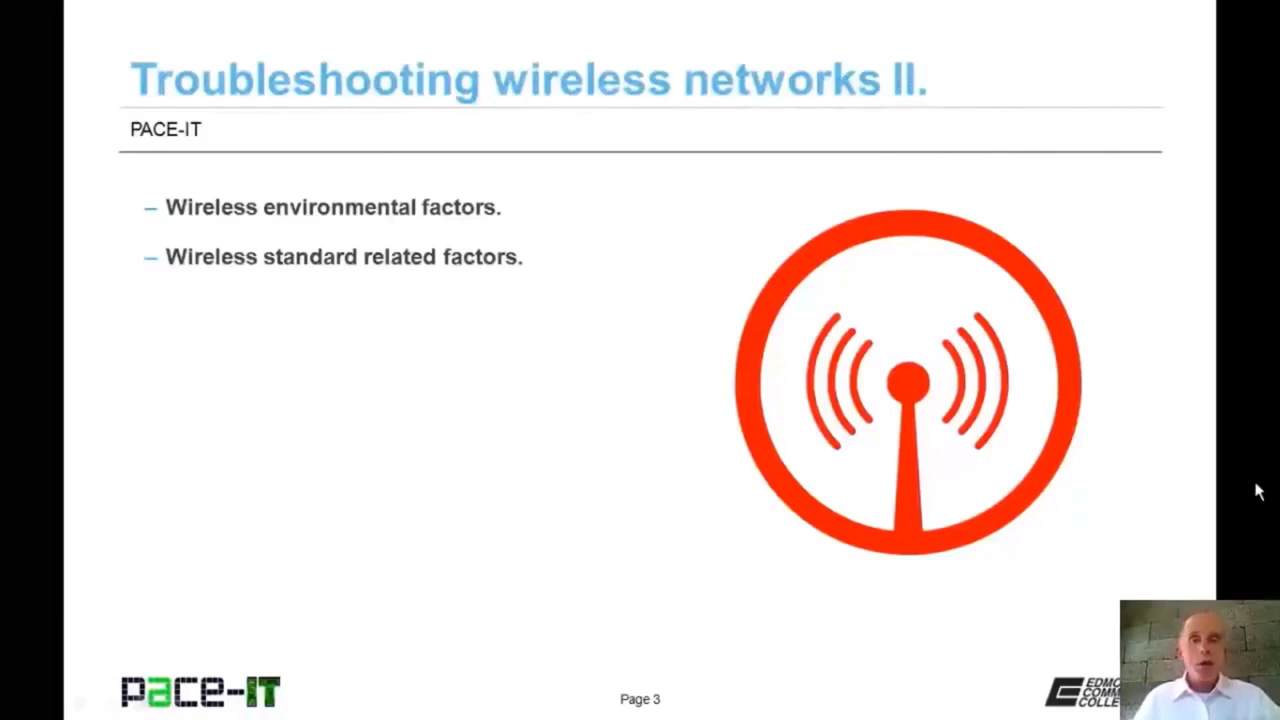 Troubleshooting wireless networks II.
PACE-IT
– Wireless environmental factors.
– Wireless standard related factors.
pace-IT
Page 3